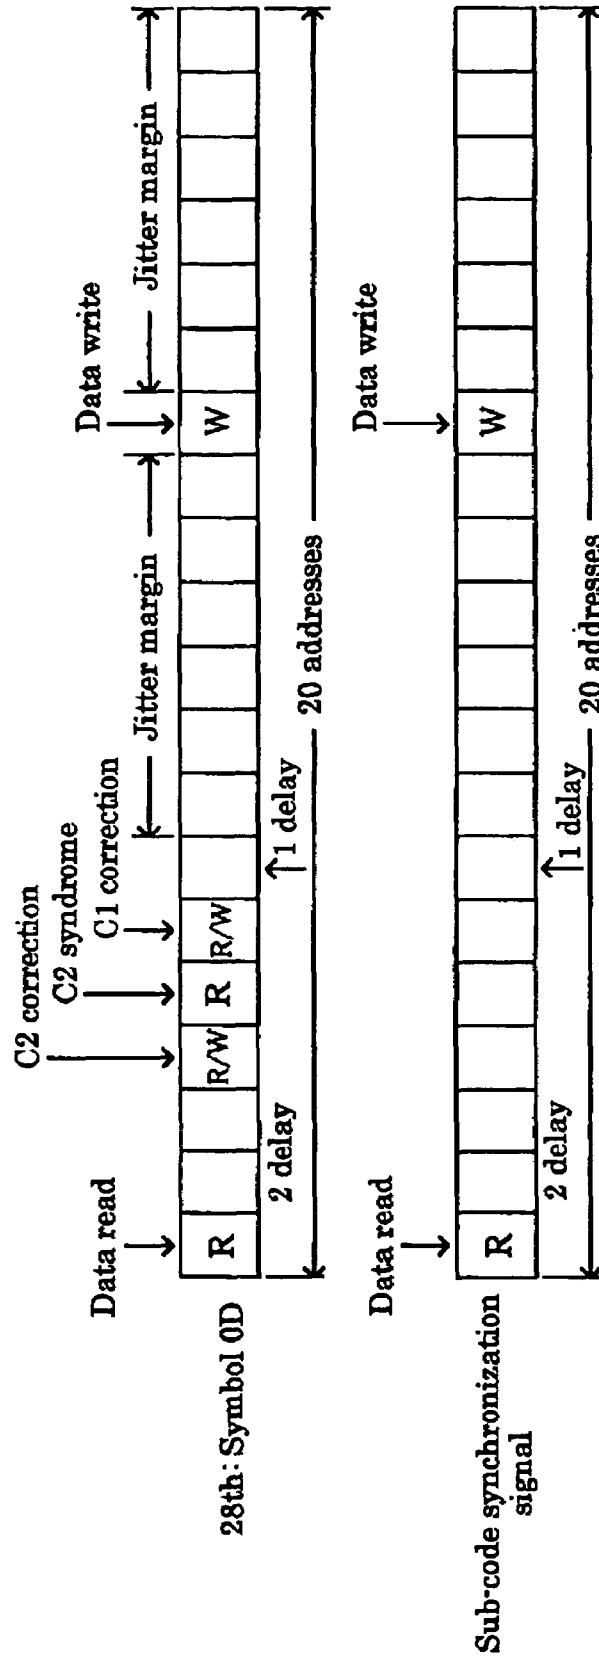 C2 correction
C2 syndrome
C1 correction
Data read
Jitter margin
Data write
Jitter margin
28th: Symbol 0D
R
R/W
R
R/W
W
2 delay
1 delay
20 addresses
Data read
Data write
Sub-code synchronization
signal
R
W
2 delay
1 delay
20 addresses